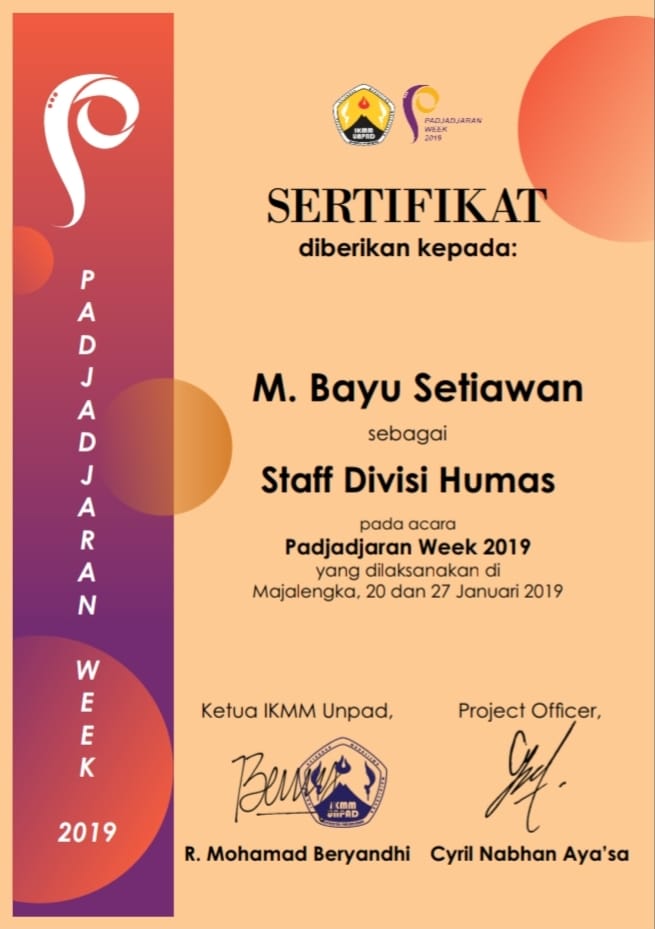 IKMM
UNPAD
PADJADJARAN
WEEK
2019
SERTIFIKAT
diberikan kepada:
M. Bayu Setiawan
sebagai
Staff Divisi Humas
pada acara
Padjadjaran Week 2019
yang dilaksanakan di
Majalengka, 20 dan 27 Januari 2019
PADJADJARAN WEEK 2019
Ketua IKMM Unpad,
Project Officer,
IKMM
UNPAD
R. Mohamad Beryandhi
Cyril Nabhan Aya'sa